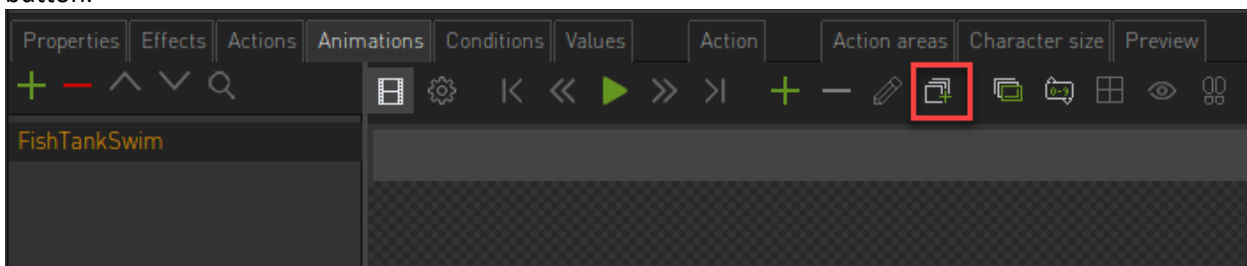 button.
Properties Effects Actions Animations Conditions Values Action Action areas Character size Preview
0-9
FishTankSwim